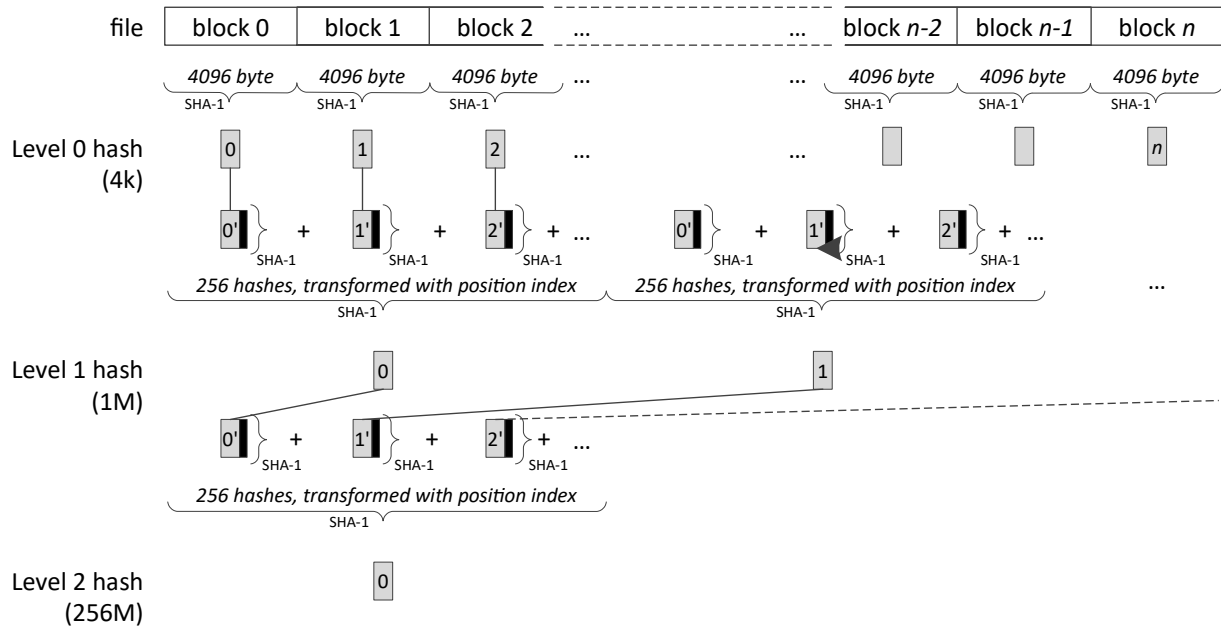 file block 0 block 1 block 2 ... ... block n-2 block n-1 block n
4096 byte 4096 byte 4096 byte ... ... 4096 byte 4096 byte 4096 byte
SHA-1 SHA-1 SHA-1 SHA-1 SHA-1 SHA-1
Level 0 hash 0 1 2 ... ... n
(4k)
0' + 1' + 2' + ... 0' + 1' + 2' + ...
SHA-1 SHA-1 SHA-1 SHA-1 SHA-1 SHA-1
256 hashes, transformed with position index 256 hashes, transformed with position index ...
SHA-1 SHA-1
Level 1 hash 0 1
(1M)
0' + 1' + 2' + ...
SHA-1 SHA-1 SHA-1
256 hashes, transformed with position index
SHA-1
Level 2 hash 0
(256M)